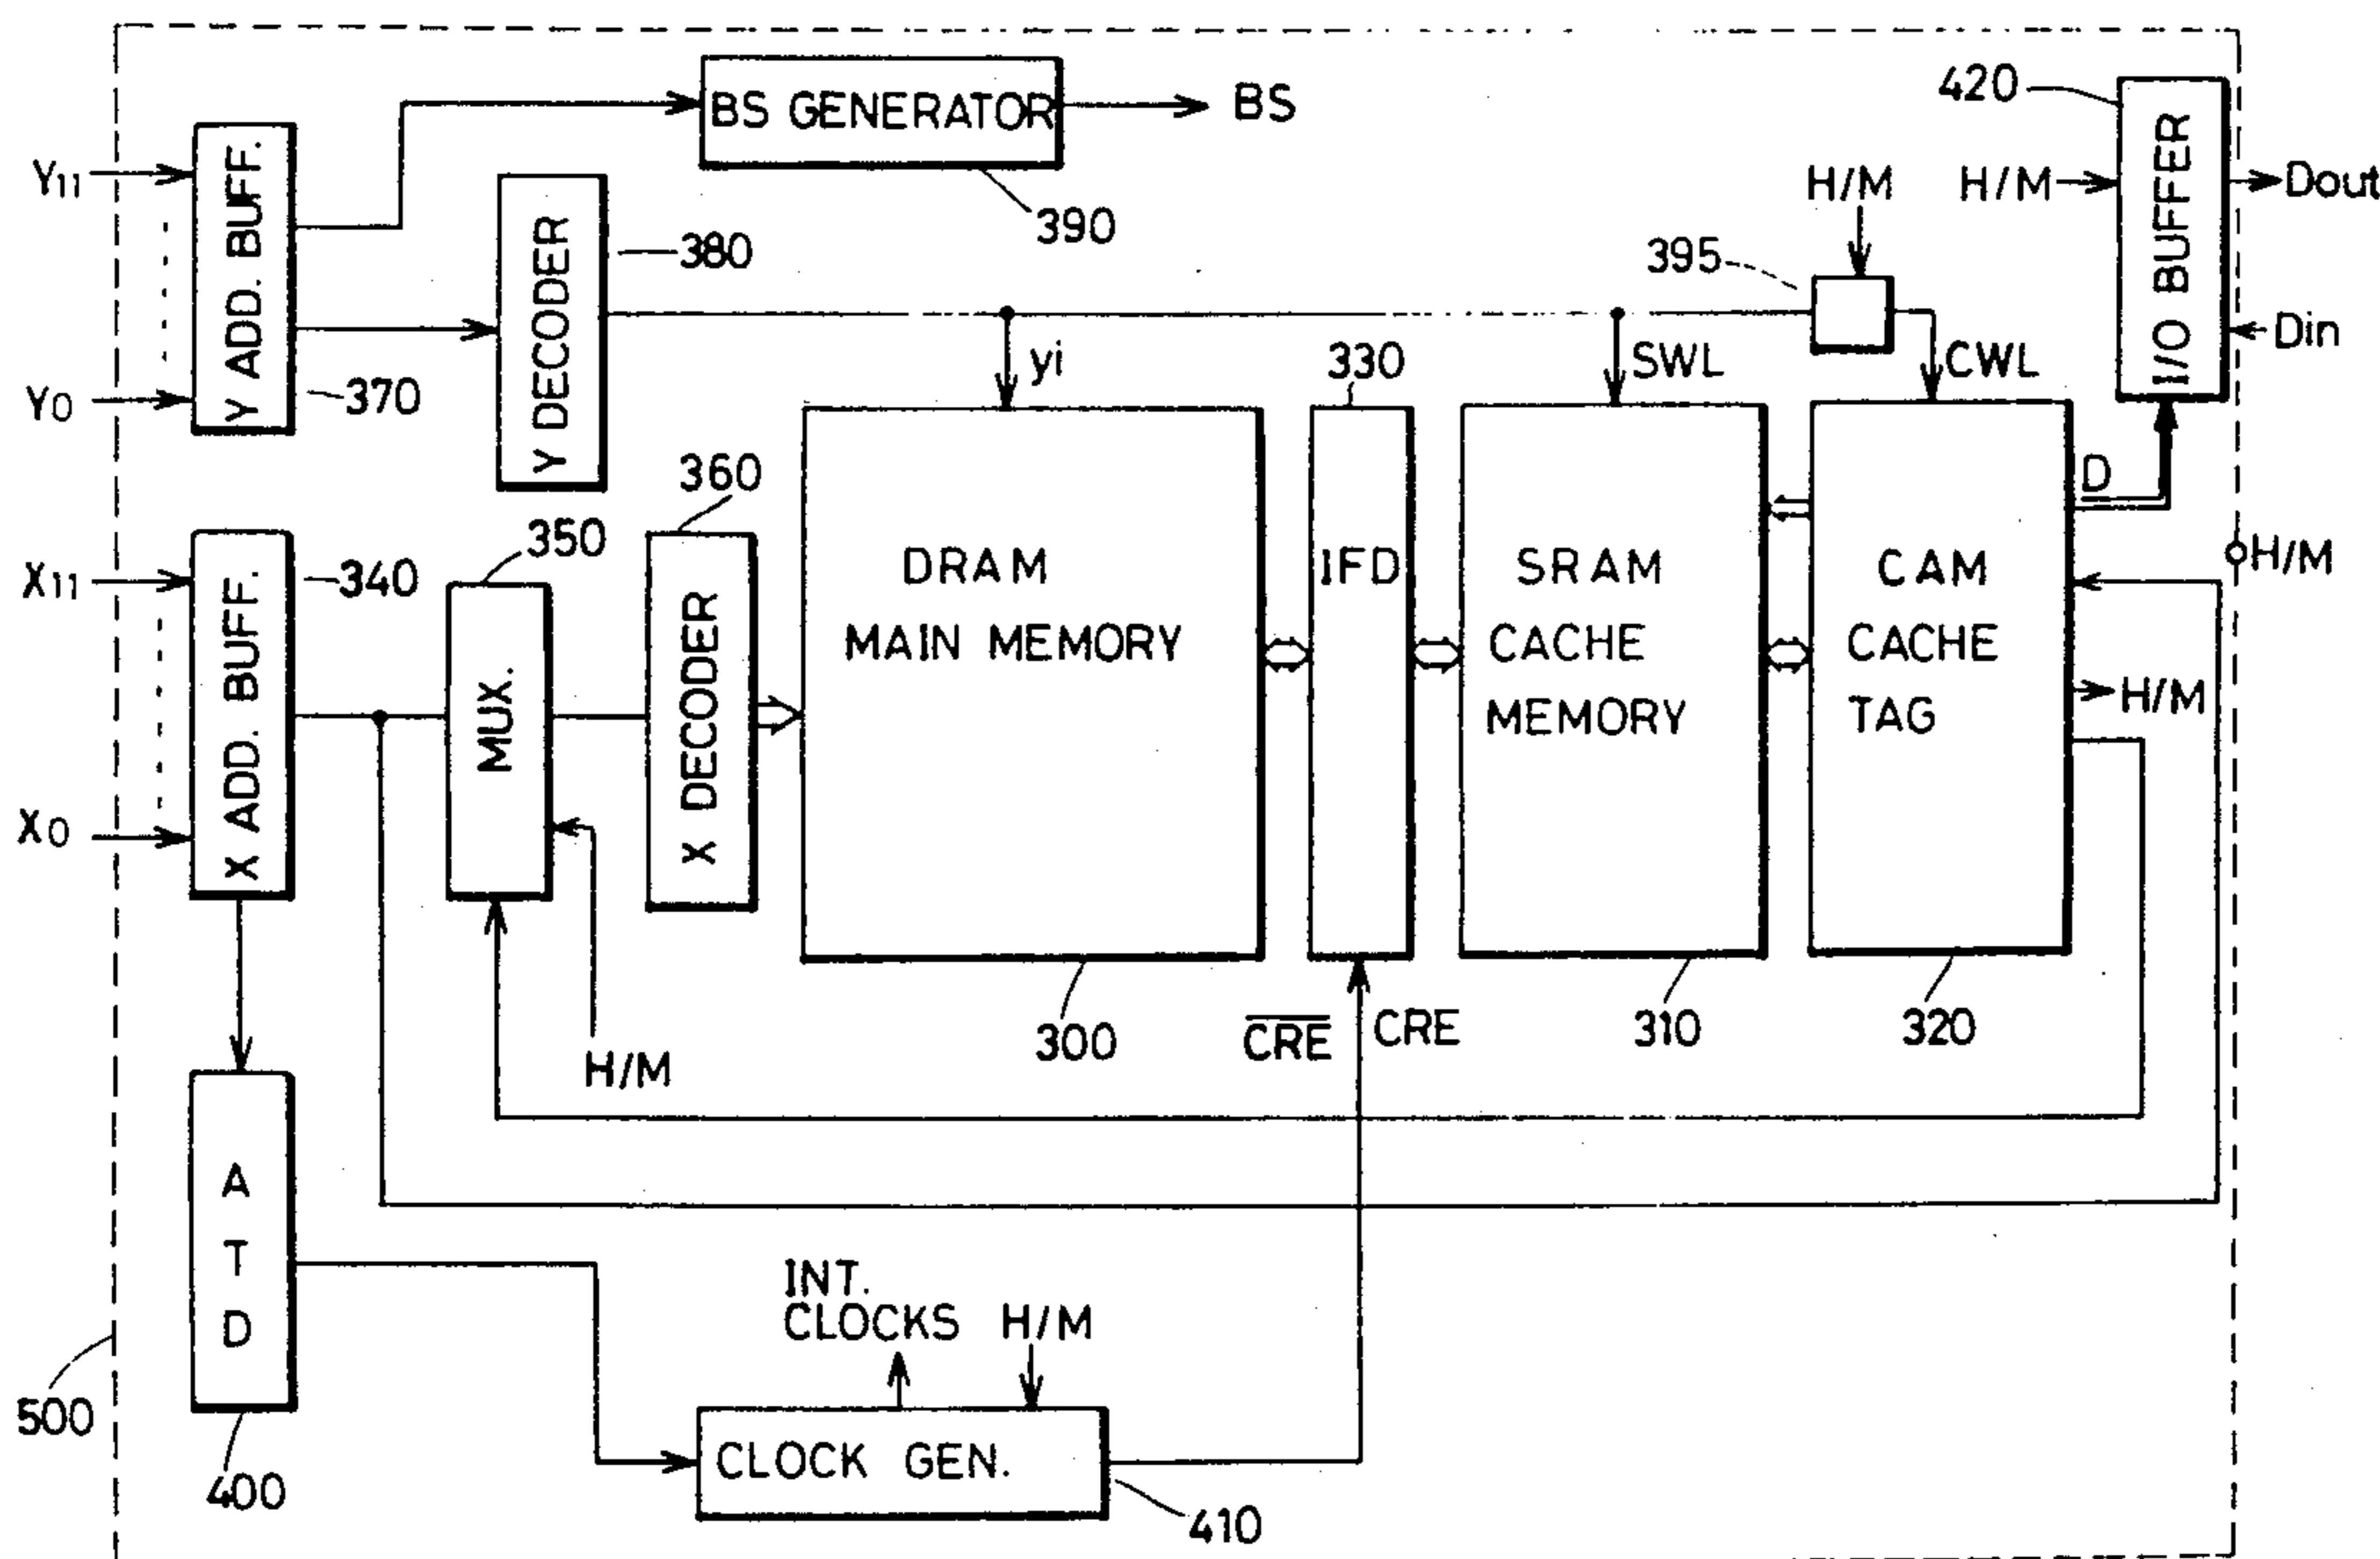 BS GENERATOR
BS
390
420
I/O BUFFER
H/M
Dout
Din
Y11
Y0
Y ADD. BUFF.
370
Y DECODER
380
H/M
395
yi
330
SWL
CWL
D
X11
X0
X ADD. BUFF.
340
350
MUX.
H/M
360
X DECODER
DRAM
MAIN MEMORY
300
IFD
SRAM
CACHE
MEMORY
310
CAM
CACHE
TAG
320
H/M
H/M
C̅R̅E̅
CRE
A
T
D
400
500
INT.
CLOCKS
H/M
CLOCK GEN.
410